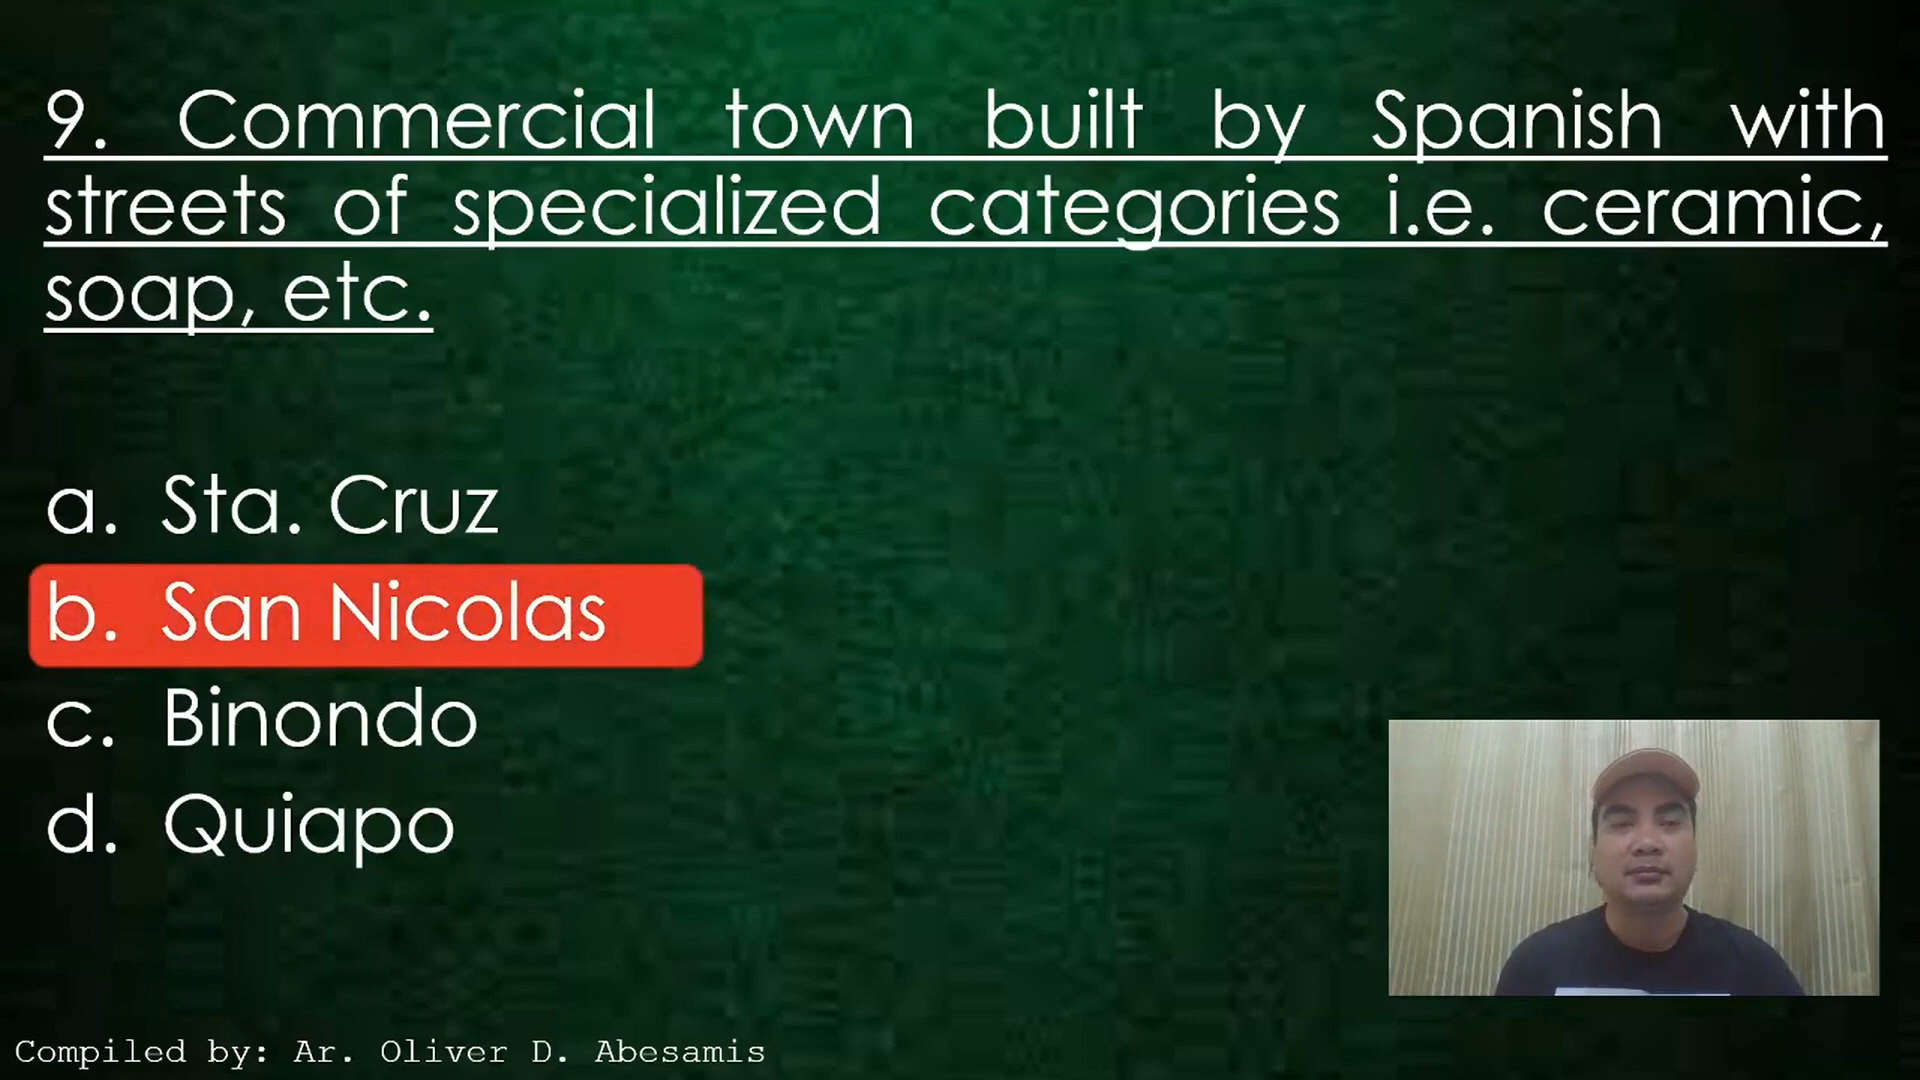 9. Commercial town built by Spanish with
streets of specialized categories i.e. ceramic,
soap, etc.
a. Sta. Cruz
b. San Nicolas
c. Binondo
d. Quiapo
Compiled by: Ar. Oliver D. Abesamis